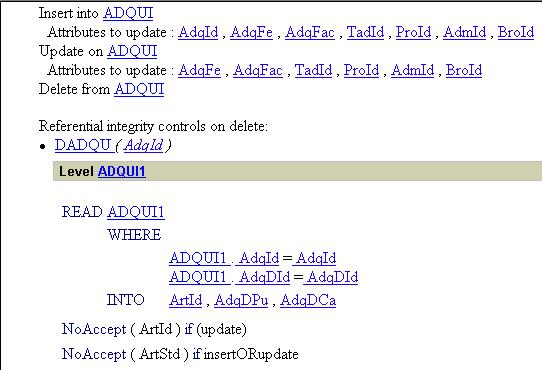 Insert into ADQUI
Attributes to update : AdqId , AdqFe , AdqFac , TadId , ProId , AdmId , BroId
Update on ADQUI
Attributes to update : AdqFe , AdqFac , TadId , ProId , AdmId , BroId
Delete from ADQUI
Referential integrity controls on delete:
• DADQU ( AdqId )
Level ADQUI1
READ ADQUI1
WHERE
ADQUI1 . AdqId = AdqId
ADQUI1 . AdqDId = AdqDId
INTO ArtId , AdqDPu , AdqDCa
NoAccept ( ArtId ) if (update)
NoAccept ( ArtStd ) if insertORupdate